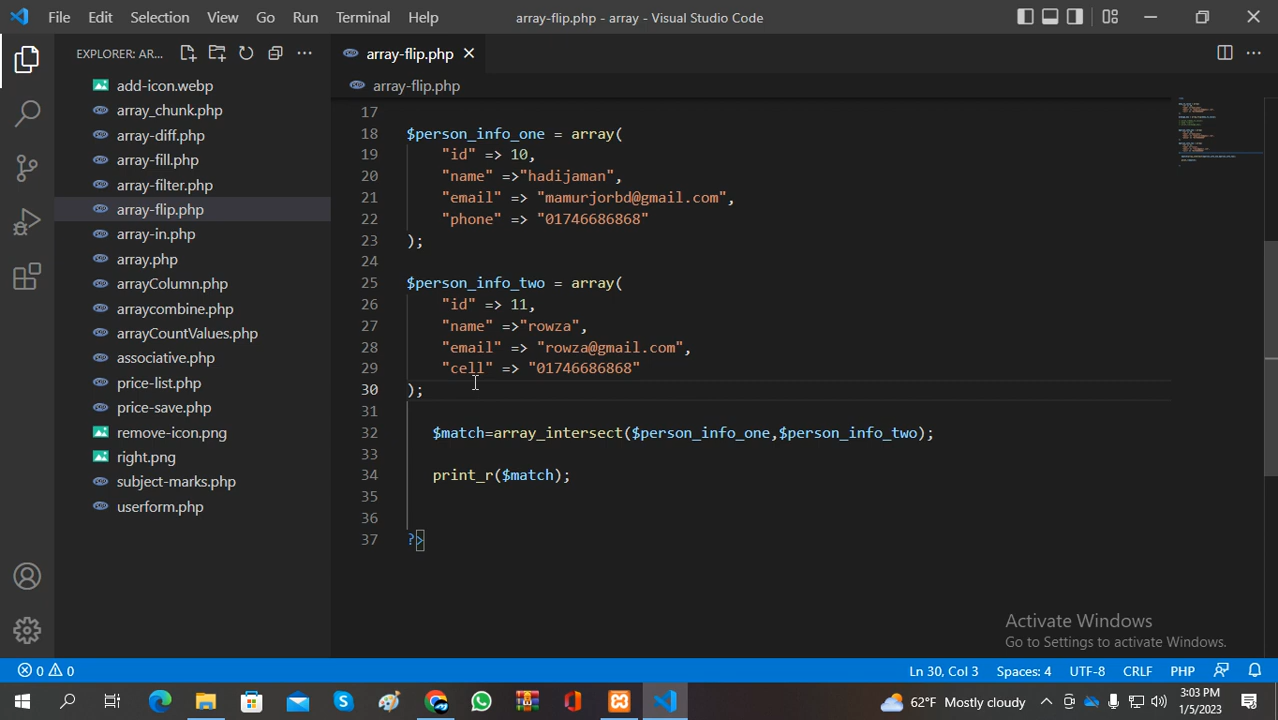 File Edit Selection View Go Run Terminal Help array-flip.php - array - Visual Studio Code
EXPLORER: AR... array-flip.php
add-icon.webp
array_chunk.php
array-diff.php
array-fill.php
array-filter.php
array-flip.php
array-in.php
array.php
arrayColumn.php
arraycombine.php
arrayCountValues.php
associative.php
price-list.php
price-save.php
remove-icon.png
right.png
subject-marks.php
userform.php
array-flip.php
17
18 $person_info_one = array(
19 "id" => 10,
20 "name" =>"hadijaman",
21 "email" => "mamurjorbd@gmail.com",
22 "phone" => "01746686868"
23 );
24
25 $person_info_two = array(
26 "id" => 11,
27 "name" =>"rowza",
28 "email" => "rowza@gmail.com",
29 "cell" => "01746686868"
30 );
31
32 $match=array_intersect($person_info_one,$person_info_two);
33
34 print_r($match);
35
36
37 ?>
Activate Windows
Go to Settings to activate Windows.
0 0 Ln 30, Col 3 Spaces: 4 UTF-8 CRLF PHP
62°F Mostly cloudy 3:03 PM
1/5/2023